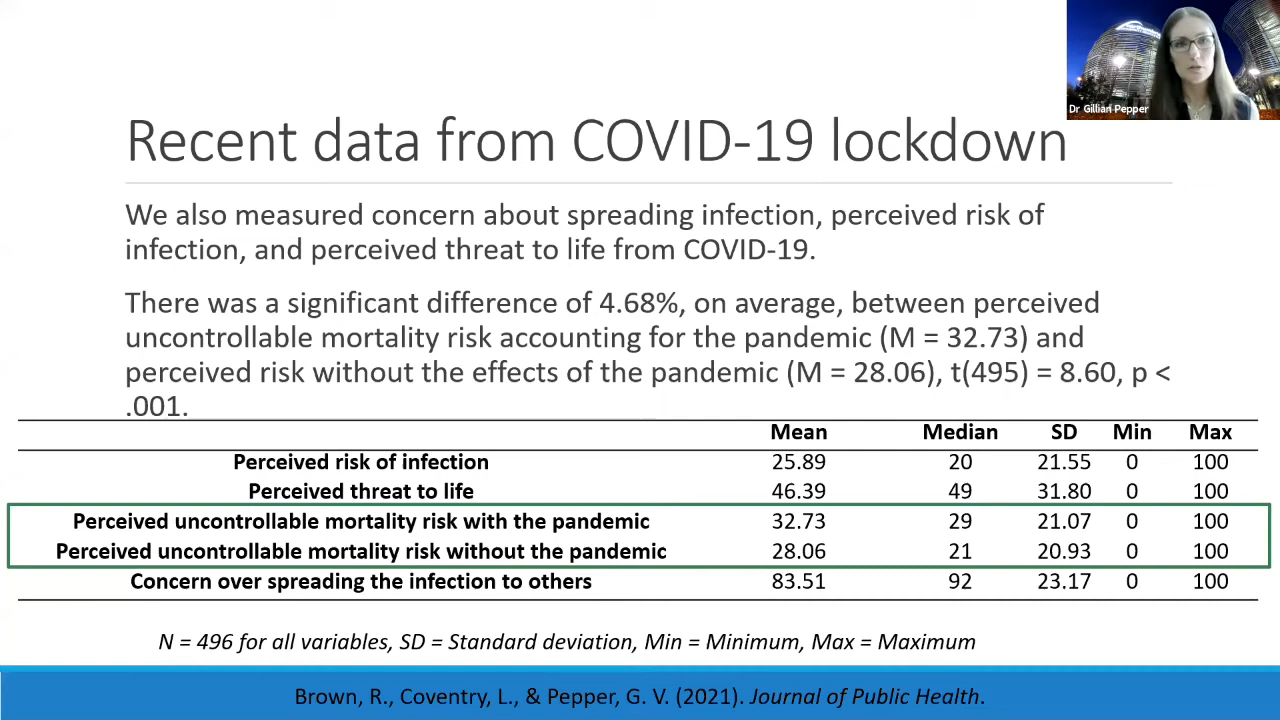 Dr Gillian Pepper
Recent data from COVID-19 lockdown
We also measured concern about spreading infection, perceived risk of
infection, and perceived threat to life from COVID-19.
There was a significant difference of 4.68%, on average, between perceived
uncontrollable mortality risk accounting for the pandemic (M = 32.73) and
perceived risk without the effects of the pandemic (M = 28.06), t(495) = 8.60, p <
.001.
Mean Median SD Min Max
Perceived risk of infection 25.89 20 21.55 0 100
Perceived threat to life 46.39 49 31.80 0 100
Perceived uncontrollable mortality risk with the pandemic 32.73 29 21.07 0 100
Perceived uncontrollable mortality risk without the pandemic 28.06 21 20.93 0 100
Concern over spreading the infection to others 83.51 92 23.17 0 100
N = 496 for all variables, SD = Standard deviation, Min = Minimum, Max = Maximum
Brown, R., Coventry, L., & Pepper, G. V. (2021). Journal of Public Health.